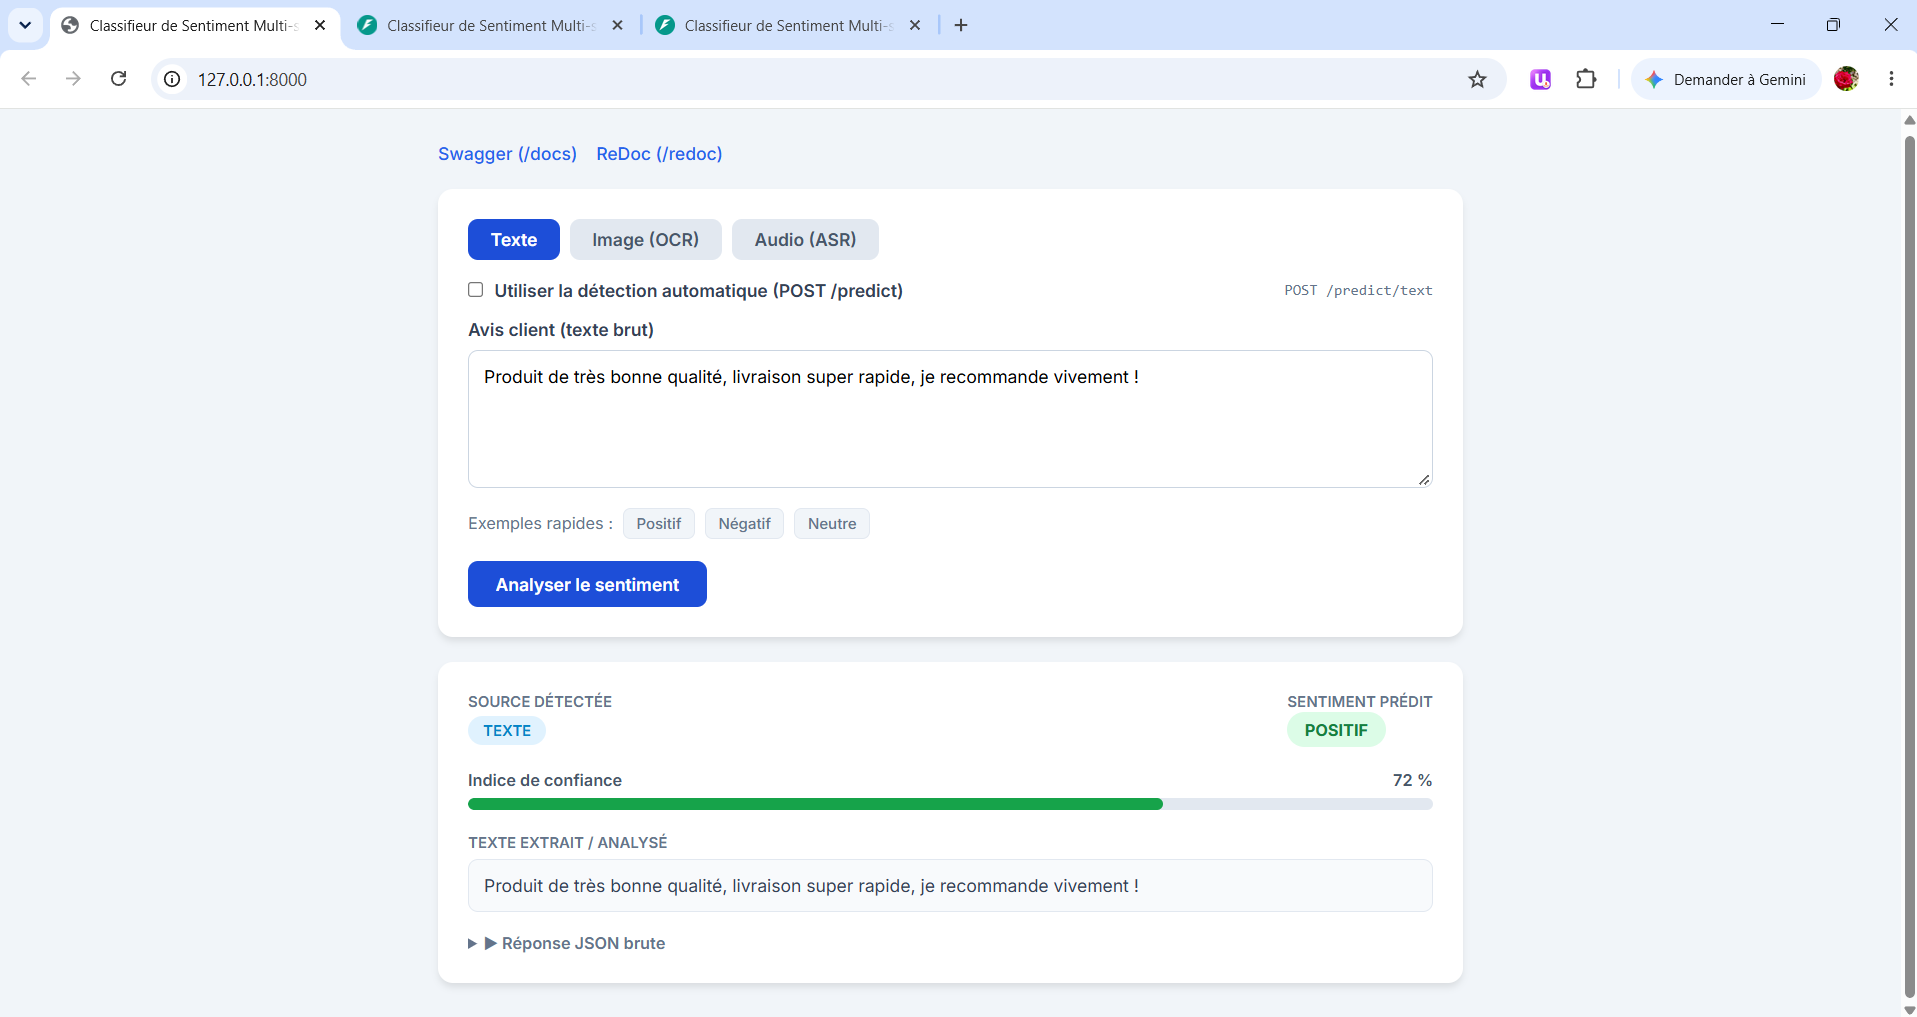 Classifieur de Sentiment Multi-s
Classifieur de Sentiment Multi-s
Classifieur de Sentiment Multi-s
127.0.0.1:8000
Demander à Gemini
Swagger (/docs) ReDoc (/redoc)
Texte Image (OCR) Audio (ASR)
Utiliser la détection automatique (POST /predict) POST /predict/text
Avis client (texte brut)
Produit de très bonne qualité, livraison super rapide, je recommande vivement !
Exemples rapides : Positif Négatif Neutre
Analyser le sentiment
SOURCE DÉTECTÉE SENTIMENT PRÉDIT
TEXTE POSITIF
Indice de confiance 72 %
TEXTE EXTRAIT / ANALYSÉ
Produit de très bonne qualité, livraison super rapide, je recommande vivement !
Réponse JSON brute